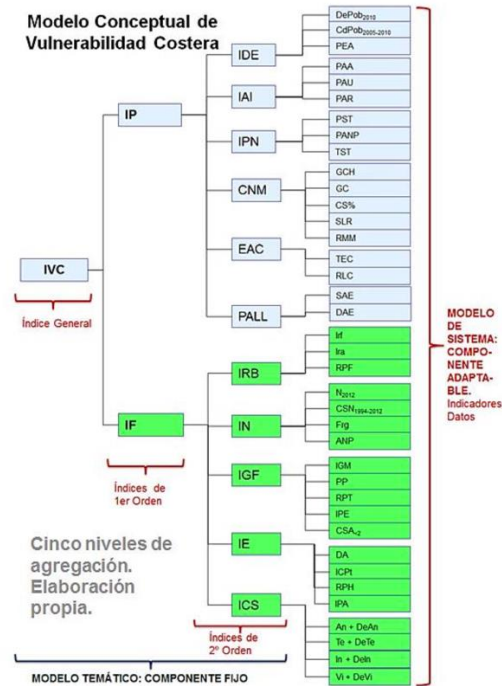 Modelo Conceptual de
Vulnerabilidad Costera
IVC
Índice General
IP
IF
Índices de
1er Orden
IDE
IAI
IPN
CNM
EAC
PALL
IRB
IN
IGF
IE
ICS
Índices de
2º Orden
DePob2010
CdPob2005-2010
PEA
PAA
PAU
PAR
PST
PANP
TST
GCH
GC
CS%
SLR
RMM
TEC
RLC
SAE
DAE
Irf
Ira
RPF
N2012
CSN1994-2012
Frg
ANP
IGM
PP
RPT
IPE
CSA+2
DA
ICPt
RPH
IPA
An + DeAn
Te + DeTe
In + DeIn
Vi + DeVi
MODELO
DE
SISTEMA:
COMPO-
NENTE
ADAPTA-
BLE.
Indicadores
Datos
Cinco niveles de
agregación.
Elaboración
propia.
MODELO TEMÁTICO: COMPONENTE FIJO